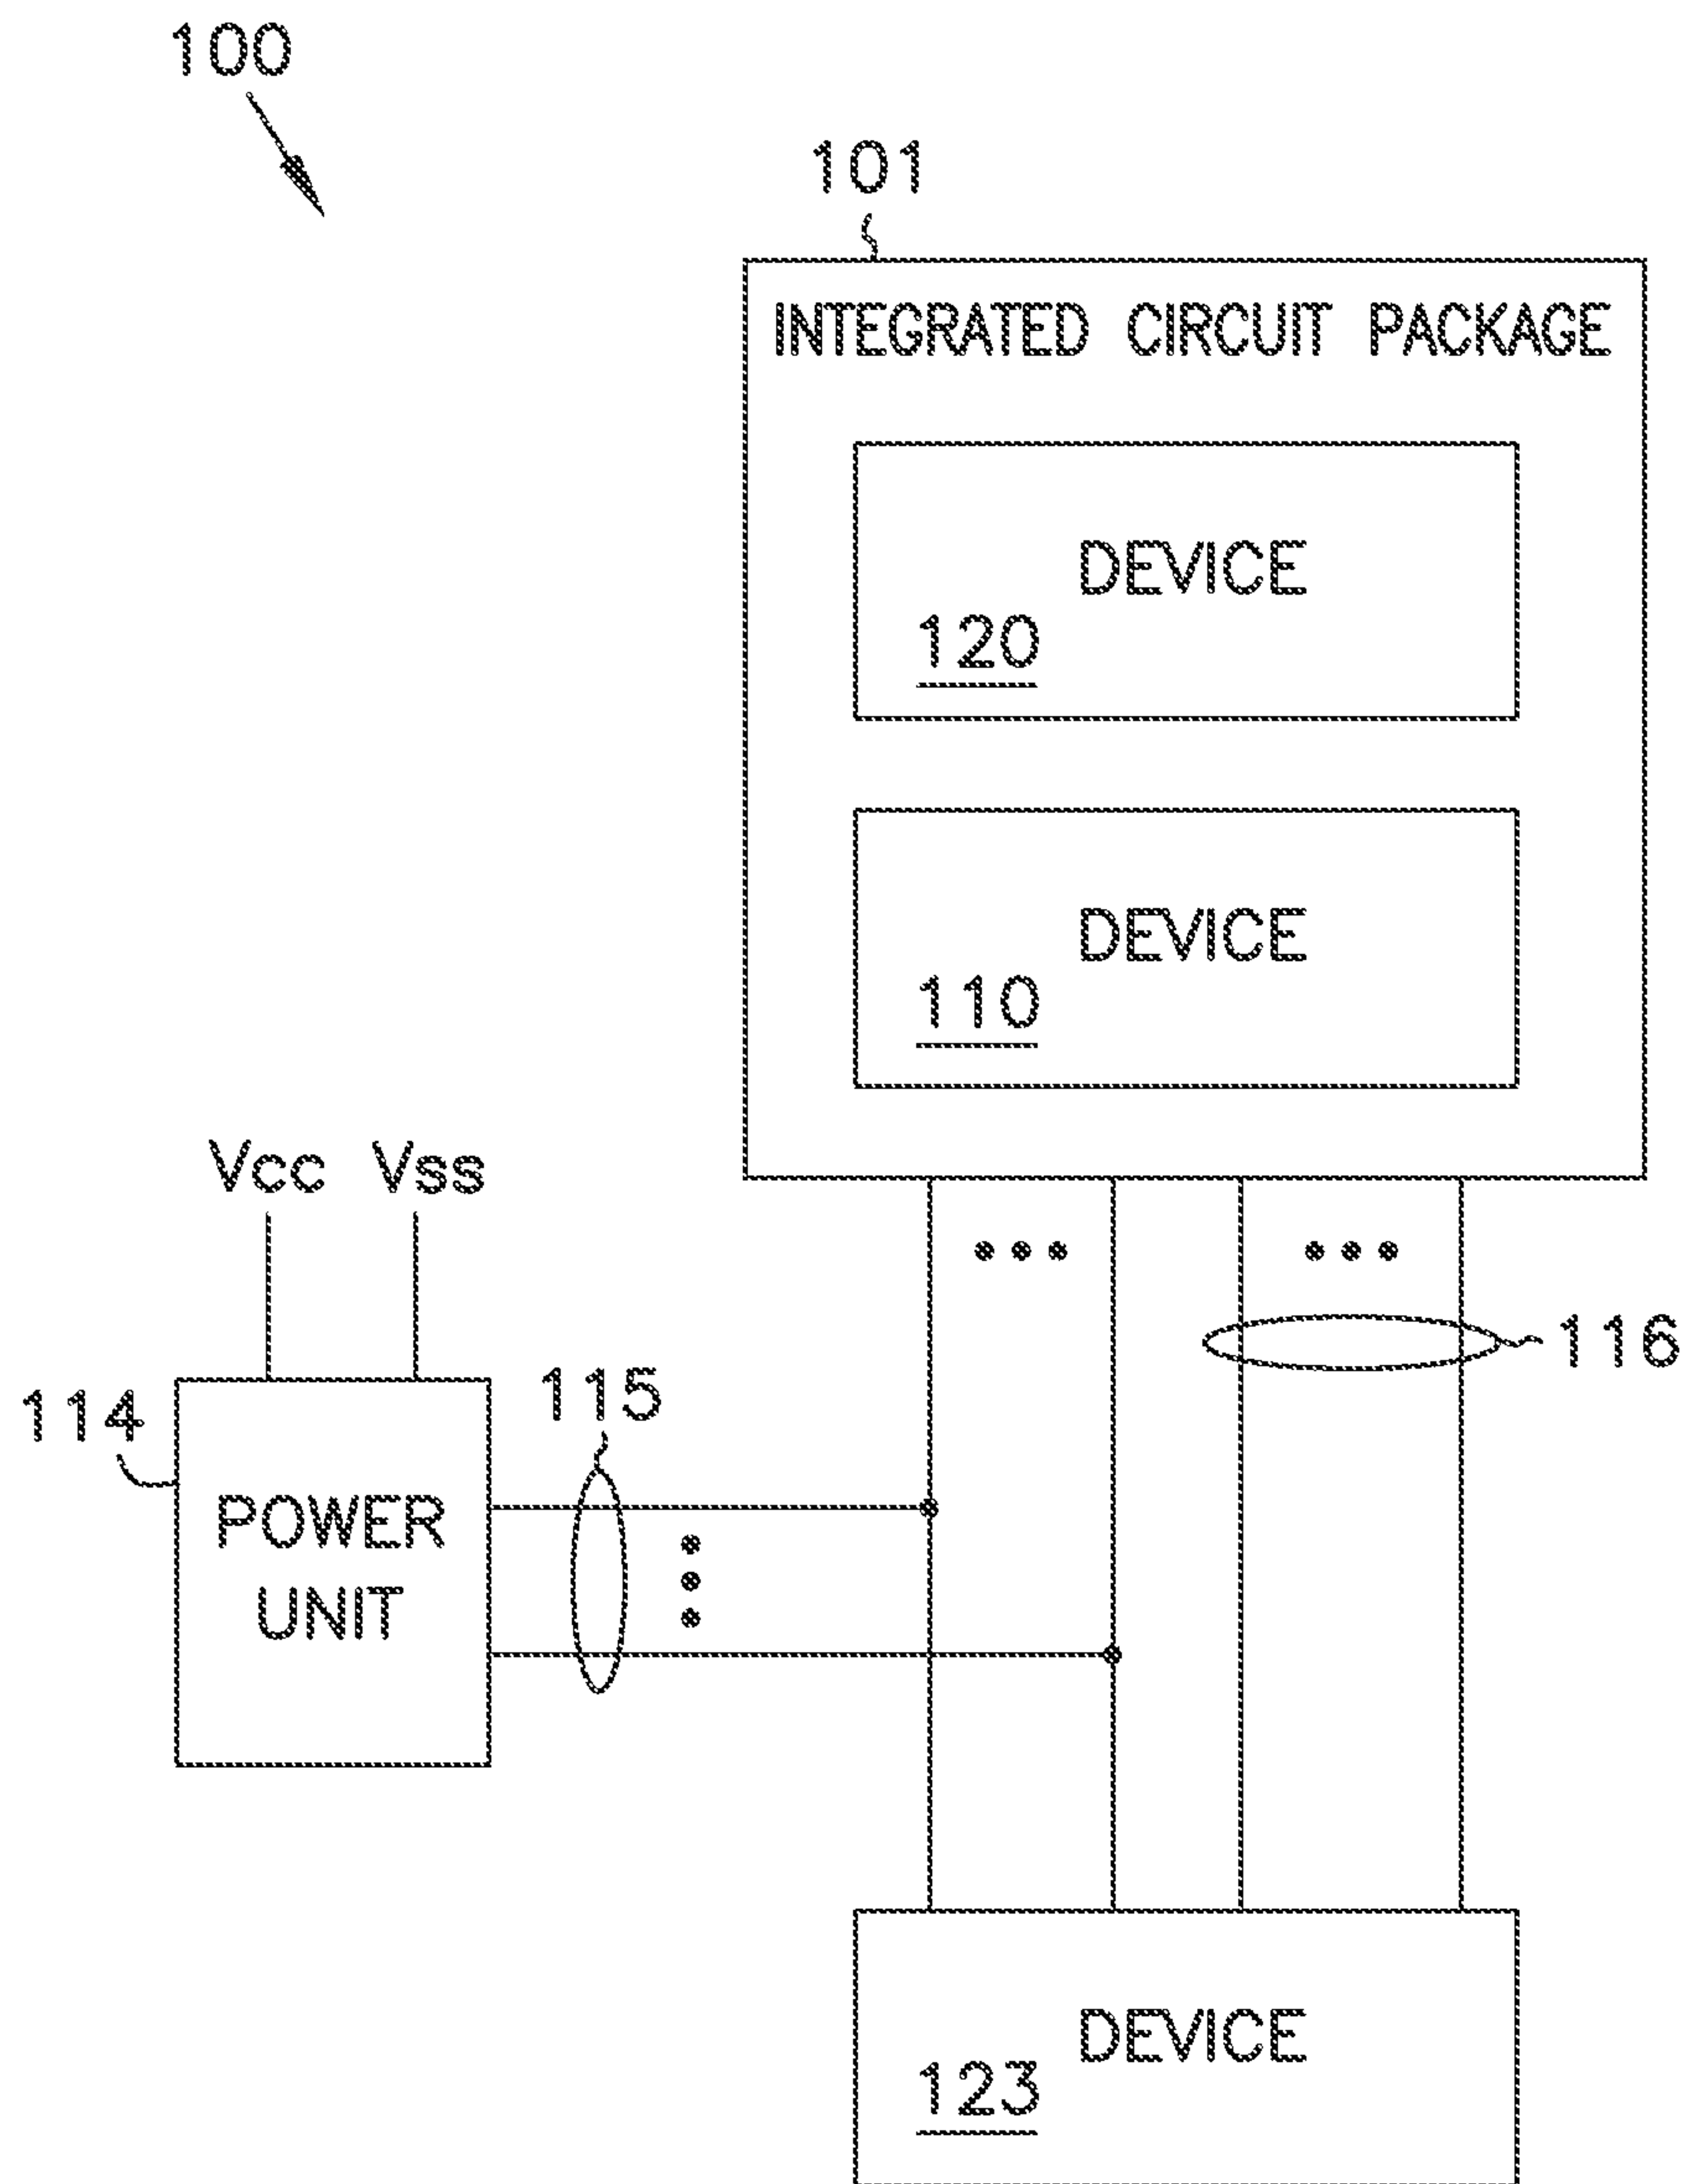 100
101
INTEGRATED CIRCUIT PACKAGE
DEVICE
120
DEVICE
110
Vcc Vss
116
115
114
POWER
UNIT
DEVICE
123